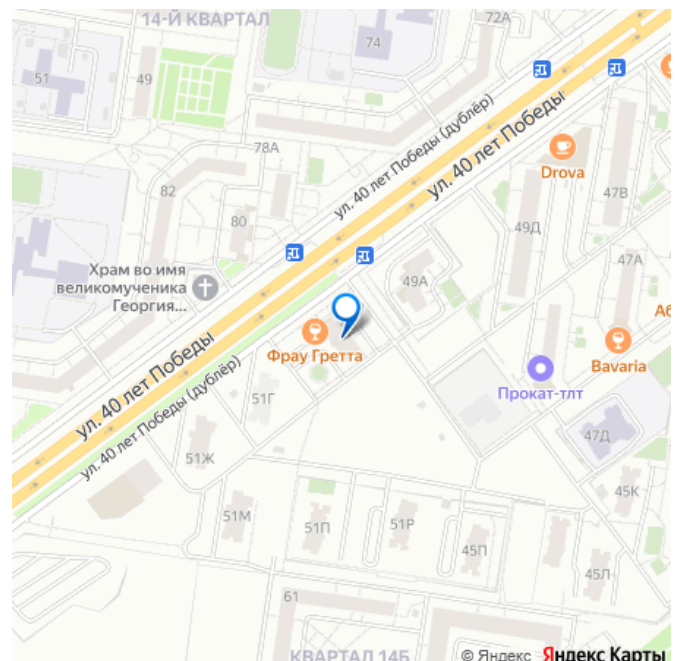 14-Й КВАРТАЛ
72А
74
51
49
ул. 40 лет Победы (дублёр)
ул. 40 лет Победы
Drova
78А
82
80
47В
49Д
47А
49А
Храм во имя
великомученика
Георгия...
Фрау Гретта
Аб
Bavaria
Прокат-тлт
ул. 40 лет Победы
ул. 40 лет Победы (дублёр)
51Г
47Д
51Ж
45К
51М
51П
51Р
45П
45Л
61
КВАРТАЛ 14Б
© Яндекс Яндекс Карты